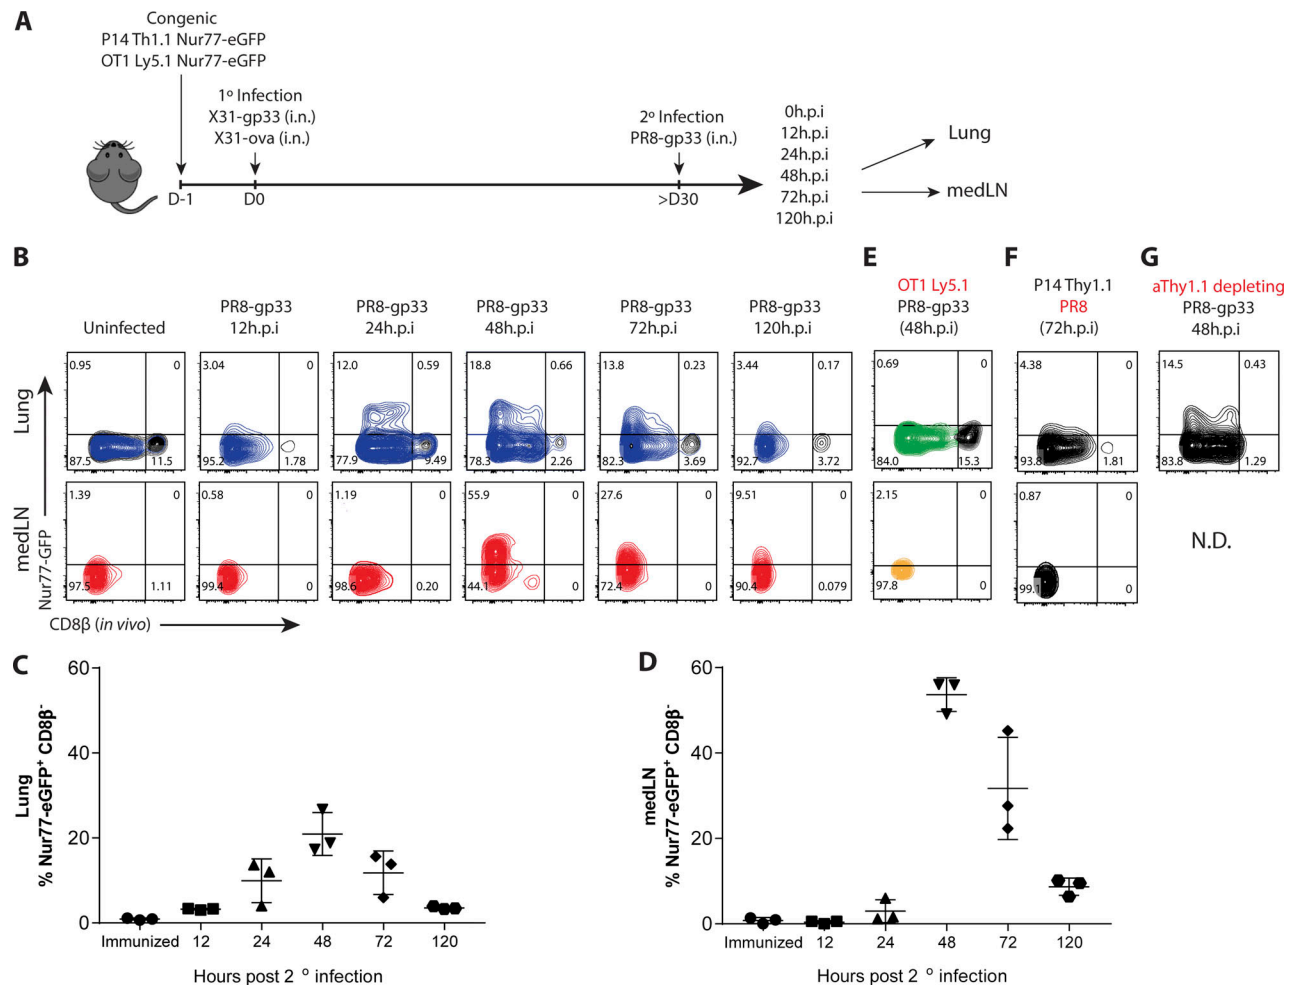 A
Congenic
P14 Th1.1 Nur77-eGFP
OT1 Ly5.1 Nur77-eGFP
1º Infection
X31-gp33 (i.n.)
X31-ova (i.n.)
2º Infection
PR8-gp33 (i.n.)
0h.p.i
12h.p.i
24h.p.i
48h.p.i
72h.p.i
120h.p.i
Lung
medLN
D-1
D0
>D30
B
Uninfected
PR8-gp33
12h.p.i
PR8-gp33
24h.p.i
PR8-gp33
48h.p.i
PR8-gp33
72h.p.i
PR8-gp33
120h.p.i
E
OT1 Ly5.1
PR8-gp33
(48h.p.i)
F
P14 Thy1.1
PR8
(72h.p.i)
G
aThy1.1 depleting
PR8-gp33
48h.p.i
Lung
0.95 0
87.5 11.5
3.04 0
95.2 1.78
12.0 0.59
77.9 9.49
18.8 0.66
78.3 2.26
13.8 0.23
82.3 3.69
3.44 0.17
92.7 3.72
0.69 0
84.0 15.3
4.38 0
93.8 1.81
14.5 0.43
83.8 1.29
medLN
Nur77-GFP
1.39 0
97.5 1.11
0.58 0
99.4 0
1.19 0
98.6 0.20
55.9 0
44.1 0
27.6 0
72.4 0
9.51 0
90.4 0.079
2.15 0
97.8 0
0.87 0
99.1 0
N.D.
CD8β (in vivo)
C
Lung
% Nur77-eGFP+ CD8β-
60
40
20
0
Immunized 12 24 48 72 120
Hours post 2 º infection
D
medLN
% Nur77-eGFP+ CD8β-
60
40
20
0
Immunized 12 24 48 72 120
Hours post 2 º infection